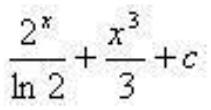 2^x/ln 2 + x^3/3 + c